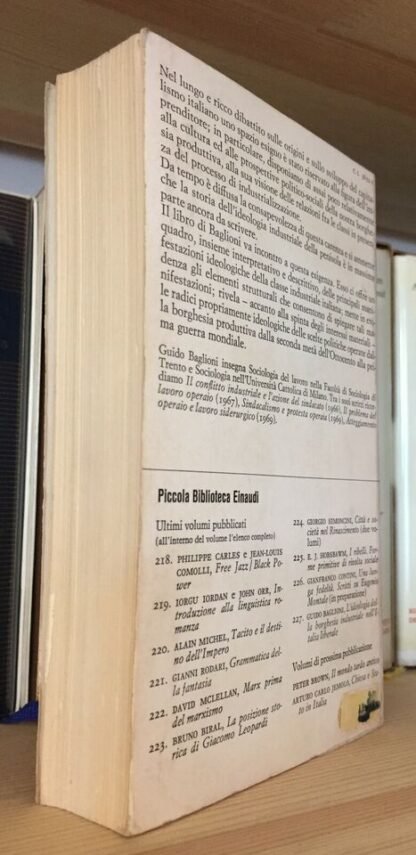 Nel lungo e ricco dibattito sulle origini e sullo sviluppo del capita-
lismo italiano uno spazio esiguo è stato riservato alla figura dell'im-
prenditore; in particolare, disponiamo di assai poco relativamente
alla cultura ed alle prospettive politico-sociali della nostra borghe-
sia produttiva, alla sua visione delle relazioni fra le classi in presen-
za del processo di industrializzazione.
Da tempo è diffusa la consapevolezza di questa carenza e si ammette
che la storia dell'ideologia industriale della penisola è in massima
parte ancora da scrivere.
Il libro di Baglioni va incontro a questa esigenza. Esso ci offre un
quadro, insieme interpretativo e descrittivo, delle principali mani-
festazioni ideologiche della classe industriale italiana; mette in evi-
denza gli elementi strutturali che consentono di spiegare tali ma-
nifestazioni; rivela – accanto alla spinta degli interessi materiali –
le radici propriamente ideologiche delle scelte politiche operate dal-
la borghesia produttiva dalla seconda metà dell'Ottocento alla pri-
ma guerra mondiale.
Guido Baglioni insegna Sociologia del lavoro nella Facoltà di Sociologia di
Trento e Sociologia nell'Università Cattolica di Milano. Tra i suoi scritti ricor-
diamo Il conflitto industriale e l'azione del sindacato (1966), Il problema del
lavoro operaio (1967), Sindacalismo e protesta operaia (1969), Atteggiamento
operaio e lavoro siderurgico (1969).
Piccola Biblioteca Einaudi
Ultimi volumi pubblicati
(all'interno del volume l'elenco completo)
218. PHILIPPE CARLES e JEAN-LOUIS
COMOLLI, Free Jazz / Black Po-
wer
219. IORGU IORDAN e JOHN ORR, In-
troduzione alla linguistica ro-
manza
220. ALAIN MICHEL, Tacito e il desti-
no dell'Impero
221. GIANNI RODARI, Grammatica del-
la fantasia
222. DAVID MCLELLAN, Marx prima
del marxismo
223. BRUNO BIRAL, La posizione sto-
rica di Giacomo Leopardi
224. GIORGIO SIMONCINI, Città e so-
cietà nel Rinascimento (due vo-
lumi)
225. E. J. HOBSBAWM, I ribelli. For-
me primitive di rivolta sociale
226. GIANFRANCO CONTINI, Una lun-
ga fedeltà. Scritti su Eugenio
Montale (in preparazione)
227. GUIDO BAGLIONI, L'ideologia del-
la borghesia industriale nell'I-
talia liberale
Volumi di prossima pubblicazione
PETER BROWN, Il mondo tardo antico
ARTURO CARLO JEMOLO, Chiesa e Sta-
to in Italia